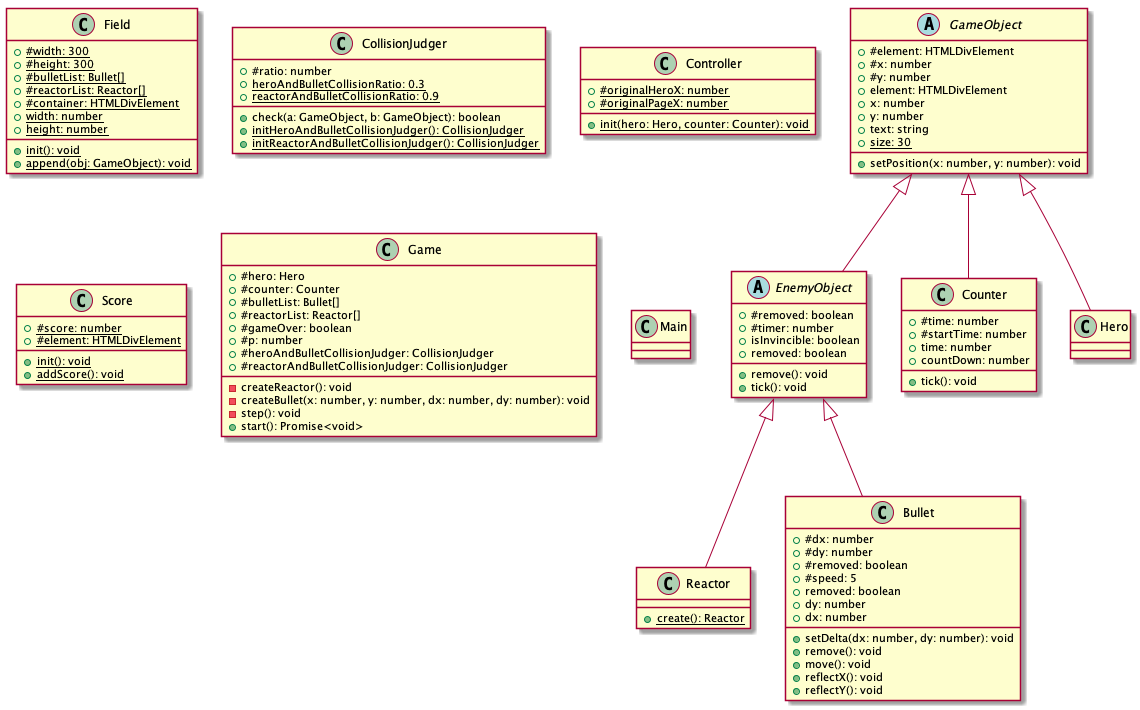 C Field
#width: 300
#height: 300
#bulletList: Bullet[]
#reactorList: Reactor[]
#container: HTMLDivElement
width: number
height: number
init(): void
append(obj: GameObject): void
C CollisionJudger
#ratio: number
heroAndBulletCollisionRatio: 0.3
reactorAndBulletCollisionRatio: 0.9
check(a: GameObject, b: GameObject): boolean
initHeroAndBulletCollisionJudger(): CollisionJudger
initReactorAndBulletCollisionJudger(): CollisionJudger
C Controller
#originalHeroX: number
#originalPageX: number
init(hero: Hero, counter: Counter): void
A GameObject
#element: HTMLDivElement
#x: number
#y: number
element: HTMLDivElement
x: number
y: number
text: string
size: 30
setPosition(x: number, y: number): void
C Score
#score: number
#element: HTMLDivElement
init(): void
addScore(): void
C Game
#hero: Hero
#counter: Counter
#bulletList: Bullet[]
#reactorList: Reactor[]
#gameOver: boolean
#p: number
#heroAndBulletCollisionJudger: CollisionJudger
#reactorAndBulletCollisionJudger: CollisionJudger
createReactor(): void
createBullet(x: number, y: number, dx: number, dy: number): void
step(): void
start(): Promise<void>
C Main
A EnemyObject
#removed: boolean
#timer: number
isInvincible: boolean
removed: boolean
remove(): void
tick(): void
C Counter
#time: number
#startTime: number
time: number
countDown: number
tick(): void
C Hero
C Reactor
create(): Reactor
C Bullet
#dx: number
#dy: number
#removed: boolean
#speed: 5
removed: boolean
dy: number
dx: number
setDelta(dx: number, dy: number): void
remove(): void
move(): void
reflectX(): void
reflectY(): void